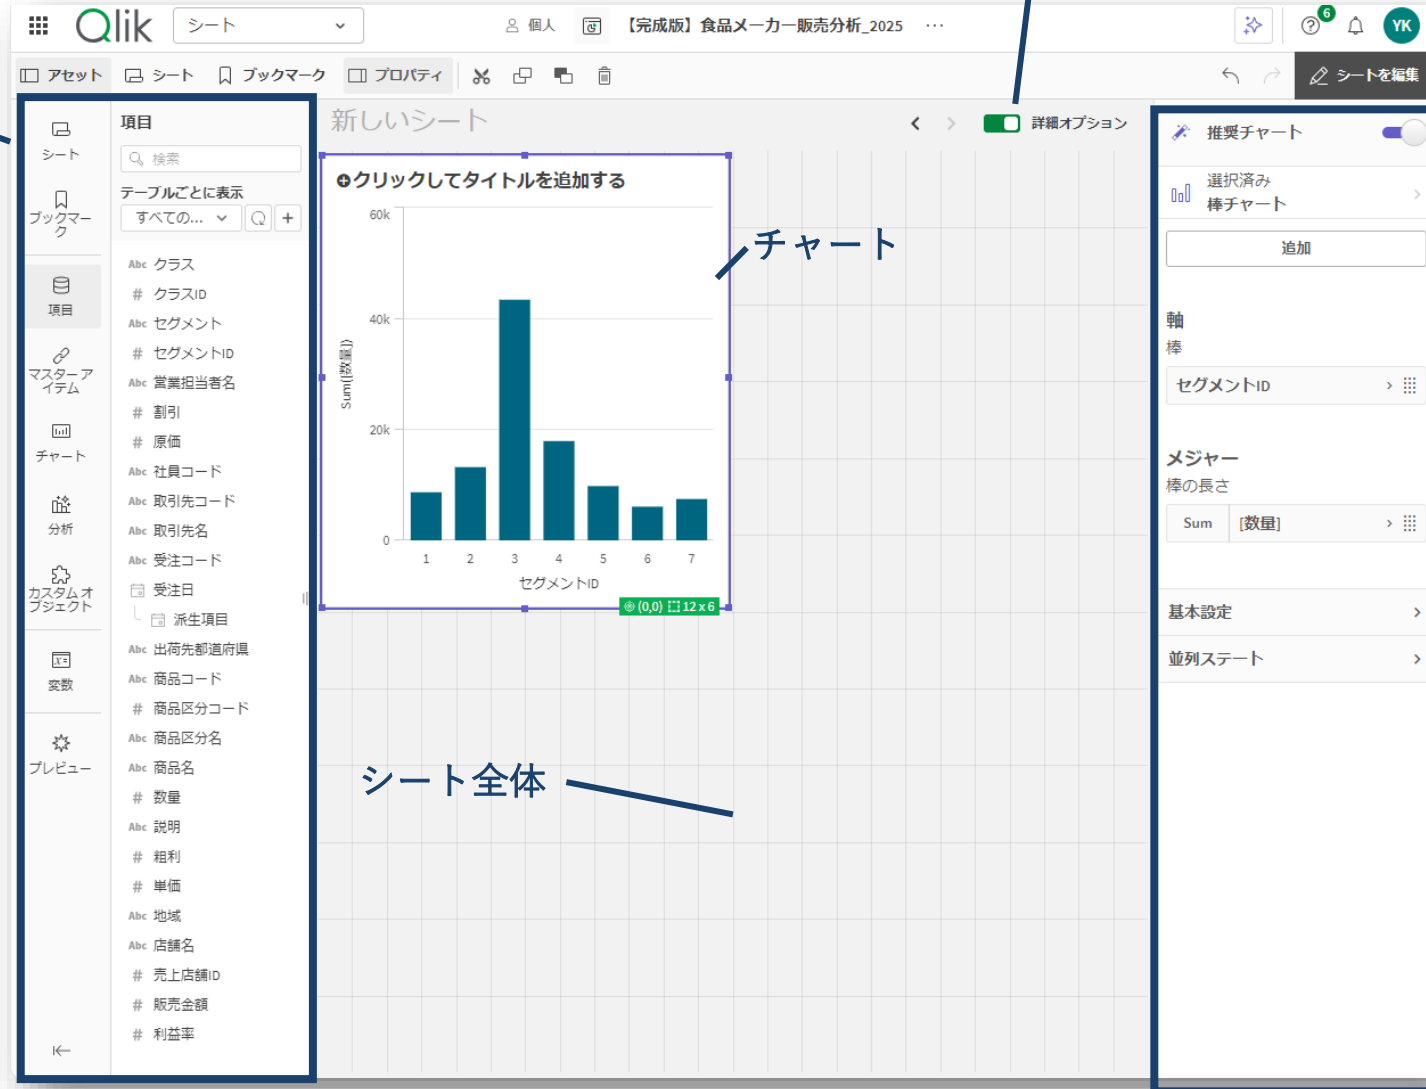 Qlik
シート
個人
【完成版】食品メーカー販売分析_2025
...
6
YK
アセット
シート
ブックマーク
プロパティ
シートを編集
シート
ブックマー
ク
項目
マスター ア
イテム
チャート
分析
カスタム オ
ブジェクト
変数
プレビュー
項目
検索
テーブルごとに表示
すべての...
Abc クラス
# クラスID
Abc セグメント
# セグメントID
Abc 営業担当者名
# 割引
# 原価
Abc 社員コード
Abc 取引先コード
Abc 取引先名
Abc 受注コード
受注日
派生項目
Abc 出荷先都道府県
Abc 商品コード
# 商品区分コード
Abc 商品区分名
Abc 商品名
# 数量
Abc 説明
# 粗利
# 単価
Abc 地域
Abc 店舗名
# 売上店舗ID
# 販売金額
# 利益率
新しいシート
詳細オプション
クリックしてタイトルを追加する
60k
40k
20k
0
Sum([数量])
1 2 3 4 5 6 7
セグメントID
(0,0) 12 x 6
チャート
シート全体
推奨チャート
選択済み
棒チャート
追加
軸
棒
セグメントID
メジャー
棒の長さ
Sum [数量]
基本設定
並列ステート